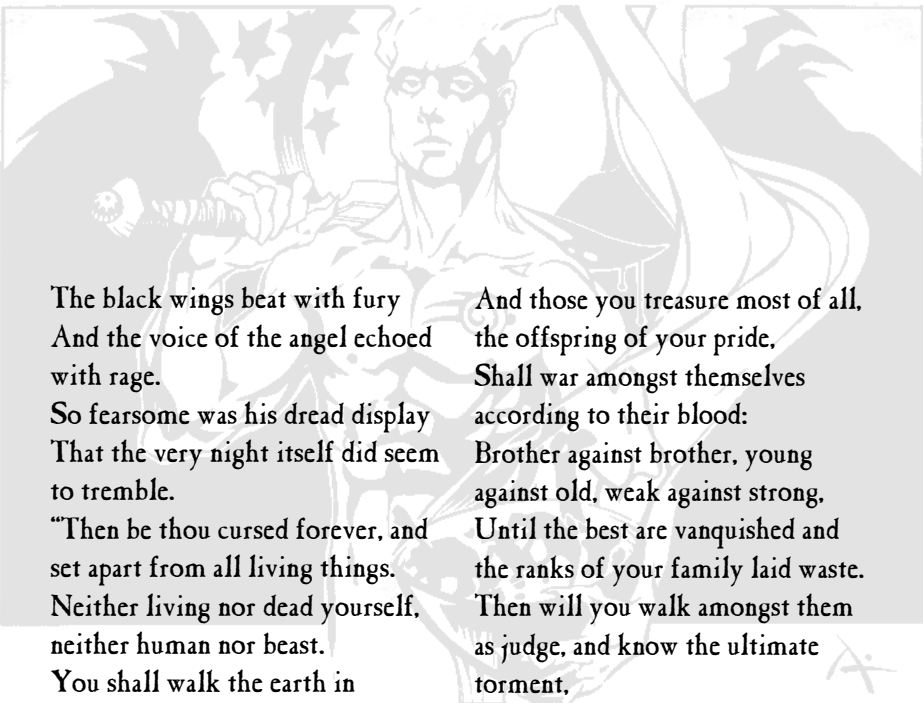 The black wings beat with fury
And the voice of the angel echoed
with rage.
So fearsome was his dread display
That the very night itself did seem
to tremble.
“Then be thou cursed forever, and
set apart from all living things.
Neither living nor dead yourself,
neither human nor beast.
You shall walk the earth in
And those you treasure most of all,
the offspring of your pride,
Shall war amongst themselves
according to their blood:
Brother against brother, young
against old, weak against strong,
Until the best are vanquished and
the ranks of your family laid waste.
Then will you walk amongst them
as judge, and know the ultimate
torment,